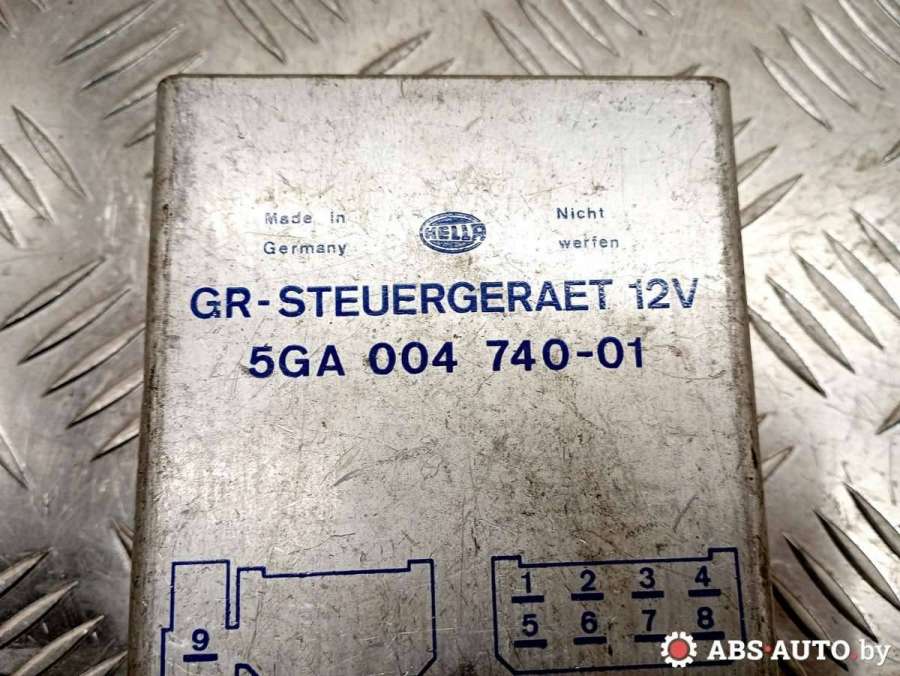 Made in
Germany
HELLA
Nicht
werfen
GR-STEUERGERAET 12V
5GA 004 740-01
1 2 3 4
5 6 7 8
9
ABS-AUTO.by